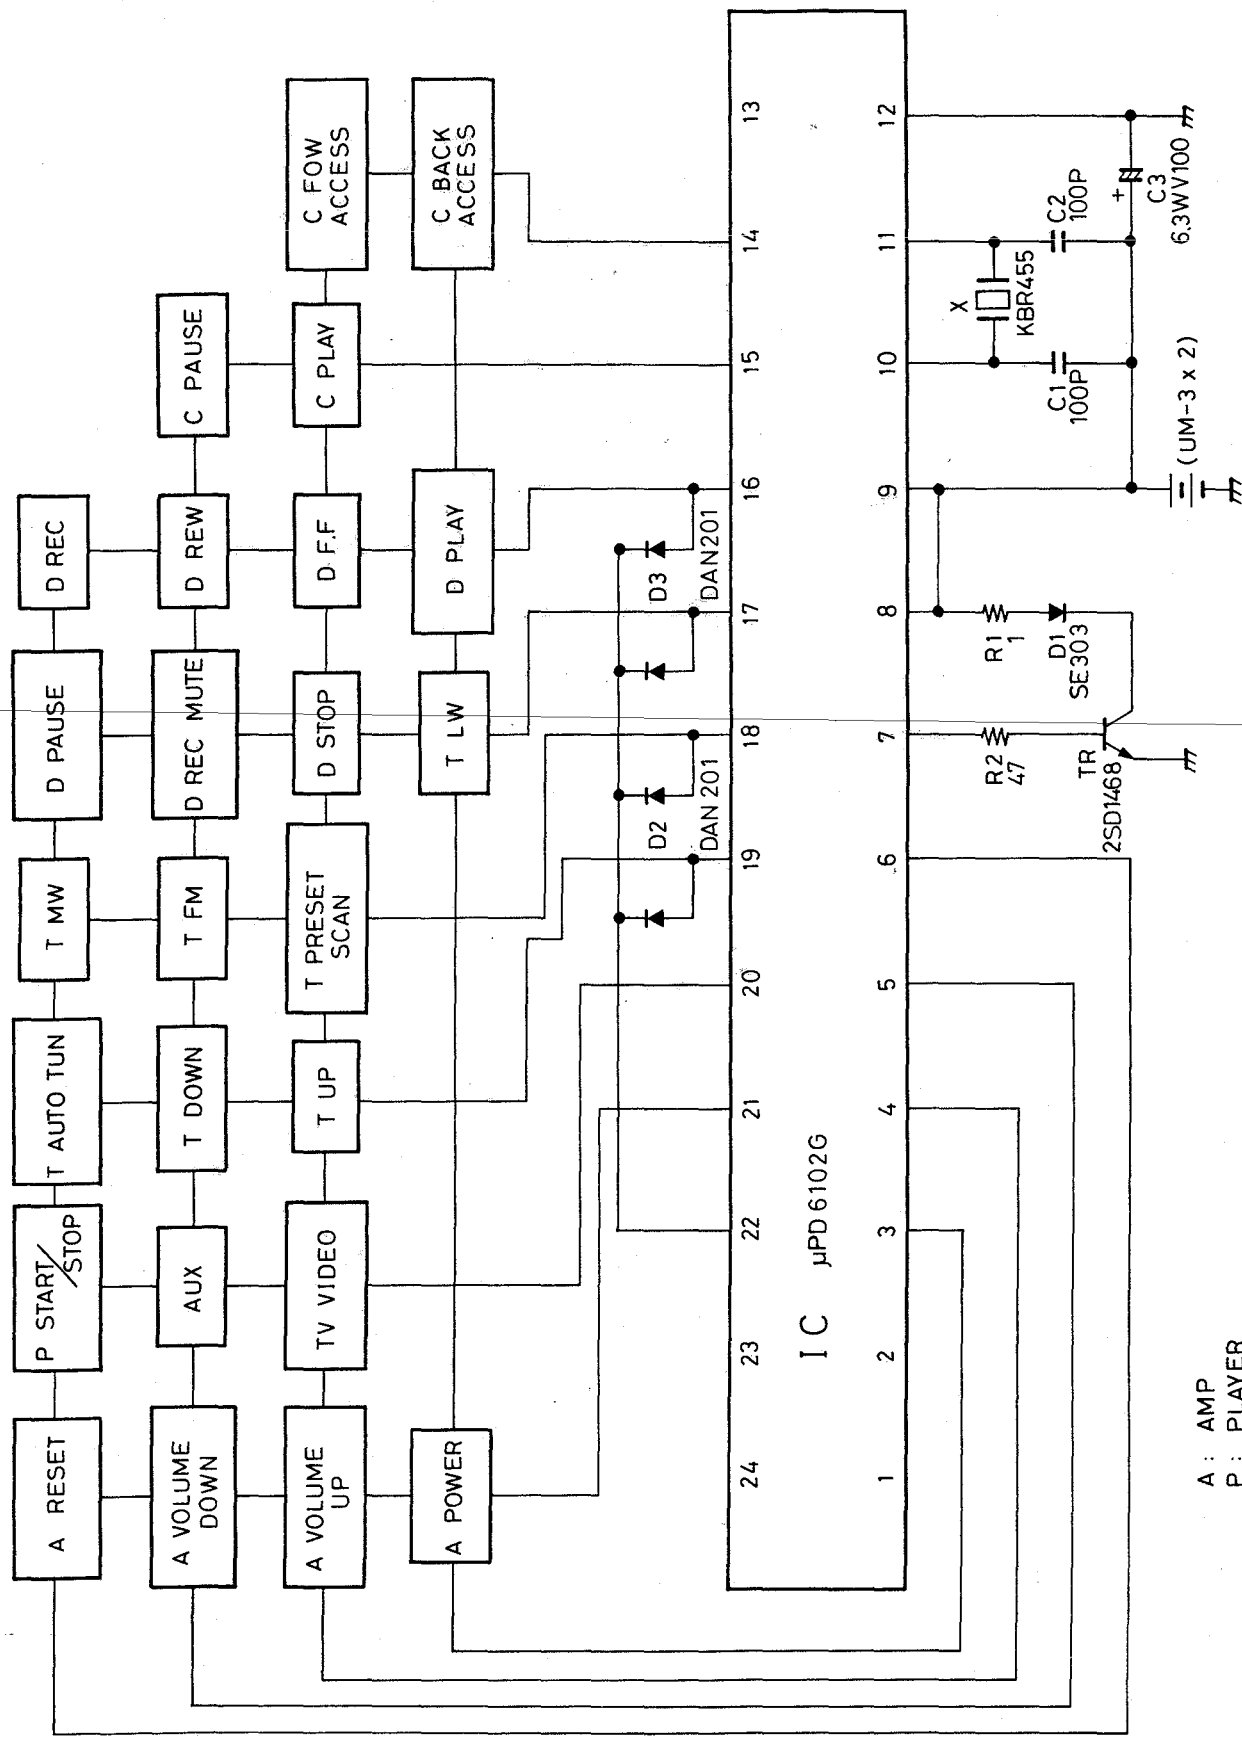 A RESET
P START/
STOP
T AUTO TUN
T MW
D PAUSE
D REC
A VOLUME
DOWN
AUX
T DOWN
T FM
D REC MUTE
D REW
C PAUSE
A VOLUME
UP
TV VIDEO
T UP
T PRESET
SCAN
D STOP
D F.F
C PLAY
C FOW
ACCESS
A POWER
T LW
D PLAY
C BACK
ACCESS
D2
D3
DAN 201
DAN201
24
23
22
21
20
19
18
17
16
15
14
13
IC μPD6102G
1
2
3
4
5
6
7
8
9
10
11
12
R2
47
R1
1
X
KBR455
D1
SE303
C1
100P
C2
100P
TR
2SD1468
+
C3
6.3WV100
(UM-3 x 2)
A : AMP
P : PLAYER